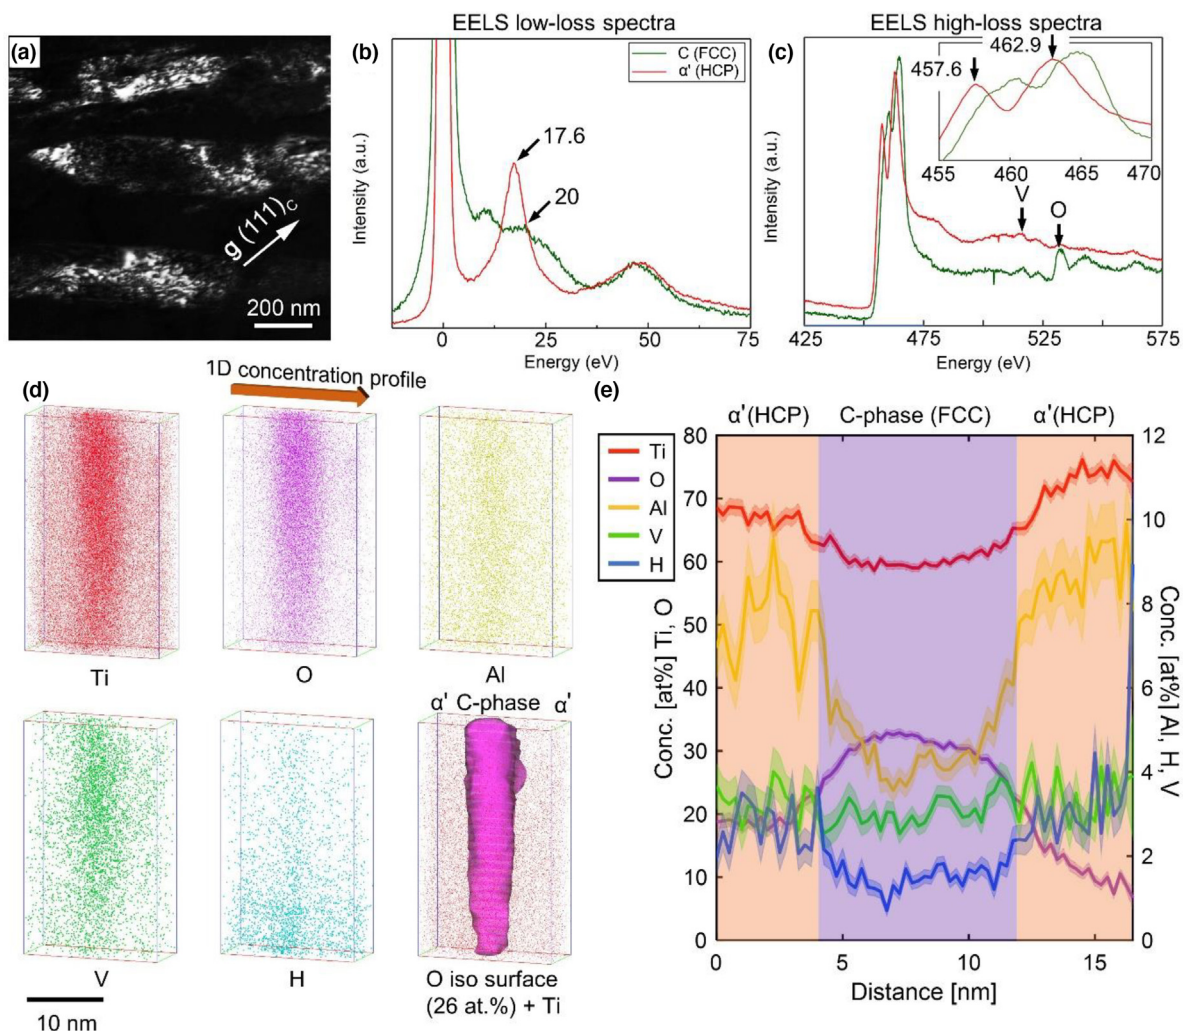 EELS low-loss spectra
EELS high-loss spectra
(a)
g (111)C
200 nm
(b)
C (FCC)
α' (HCP)
17.6
20
Intensity (a.u.)
0
25
50
75
Energy (eV)
(c)
462.9
457.6
455
460
465
470
V
O
Intensity (a.u.)
425
475
525
575
Energy (eV)
(d)
1D concentration profile
Ti
O
Al
α' C-phase α'
V
H
O iso surface
(26 at.%) + Ti
10 nm
(e)
α'(HCP) C-phase (FCC) α'(HCP)
Ti
O
Al
V
H
80
70
60
50
40
30
20
10
0
Conc. [at%] Ti, O
12
10
8
6
4
2
0
Conc. [at%] Al, H, V
0
5
10
15
Distance [nm]